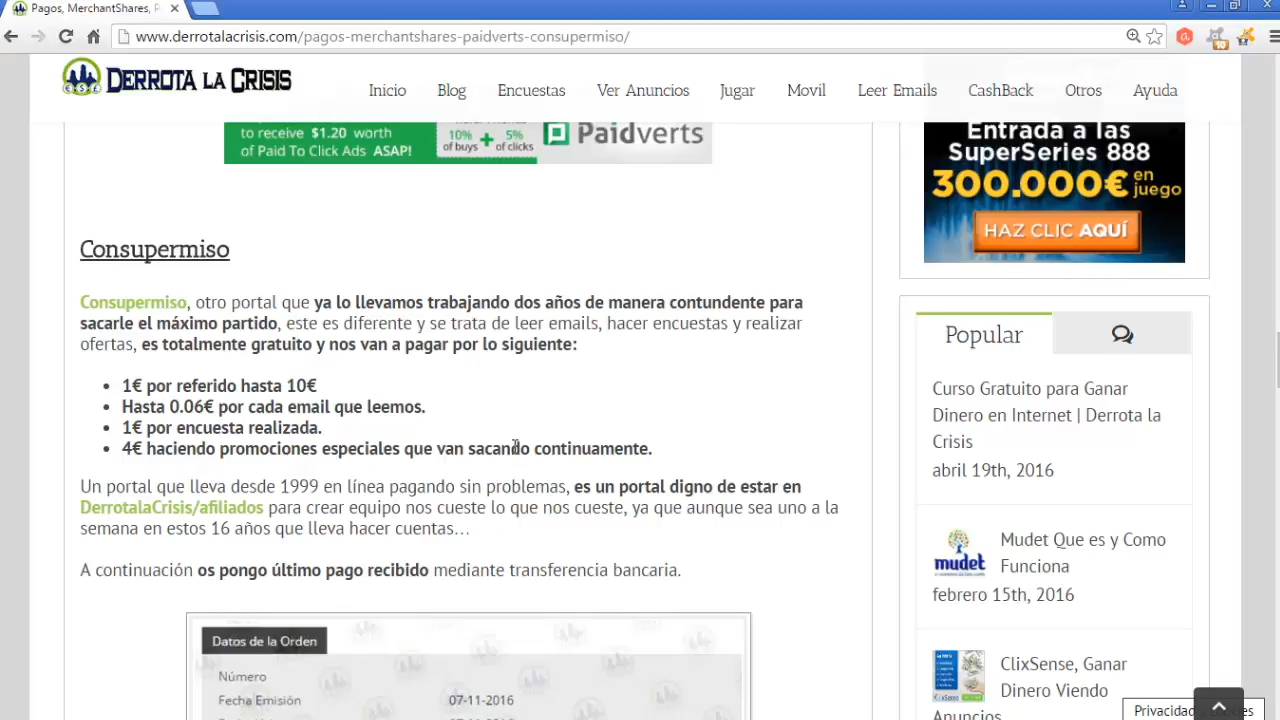 Pagos, MerchantShares, P
www.derrotalacrisis.com/pagos-merchantshares-paidverts-consupermiso/
10
DERROTA LA CRISIS
Inicio Blog Encuestas Ver Anuncios Jugar Movil Leer Emails CashBack Otros Ayuda
to receive $1.20 worth
of Paid To Click Ads ASAP!
10% + 5%
of buys of clicks
Paidverts
Entrada a las
SuperSeries 888
300.000€ en juego
HAZ CLIC AQUÍ
Consupermiso
Consupermiso, otro portal que ya lo llevamos trabajando dos años de manera contundente para
sacarle el máximo partido, este es diferente y se trata de leer emails, hacer encuestas y realizar
ofertas, es totalmente gratuito y nos van a pagar por lo siguiente:
• 1€ por referido hasta 10€
• Hasta 0.06€ por cada email que leemos.
• 1€ por encuesta realizada.
• 4€ haciendo promociones especiales que van sacando continuamente.
Un portal que lleva desde 1999 en línea pagando sin problemas, es un portal digno de estar en
DerrotalaCrisis/afiliados para crear equipo nos cueste lo que nos cueste, ya que aunque sea uno a la
semana en estos 16 años que lleva hacer cuentas…
A continuación os pongo último pago recibido mediante transferencia bancaria.
Datos de la Orden
Número
Fecha Emisión 07-11-2016
Popular
Curso Gratuito para Ganar
Dinero en Internet | Derrota la
Crisis
abril 19th, 2016
mudet
Mudet Que es y Como
Funciona
febrero 15th, 2016
ClixSense, Ganar
Dinero Viendo
Anuncios